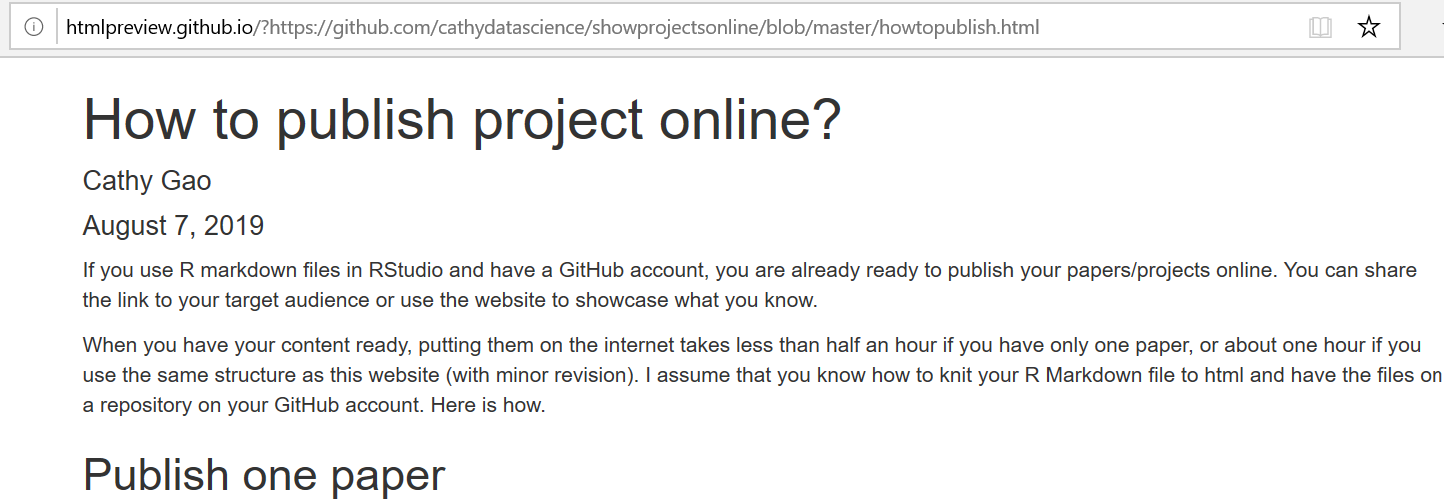 htmlpreview.github.io/?https://github.com/cathydatascience/showprojectsonline/blob/master/howtopublish.html
How to publish project online?
Cathy Gao
August 7, 2019
If you use R markdown files in RStudio and have a GitHub account, you are already ready to publish your papers/projects online. You can share
the link to your target audience or use the website to showcase what you know.
When you have your content ready, putting them on the internet takes less than half an hour if you have only one paper, or about one hour if you
use the same structure as this website (with minor revision). I assume that you know how to knit your R Markdown file to html and have the files on
a repository on your GitHub account. Here is how.
Publish one paper